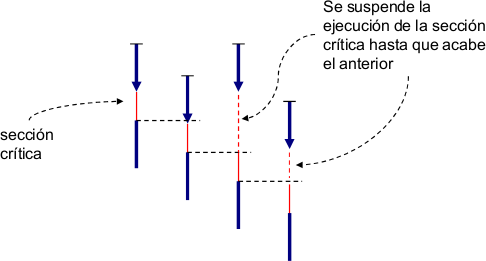 Se suspende la
ejecución de la sección
crítica hasta que acabe
el anterior
sección
crítica